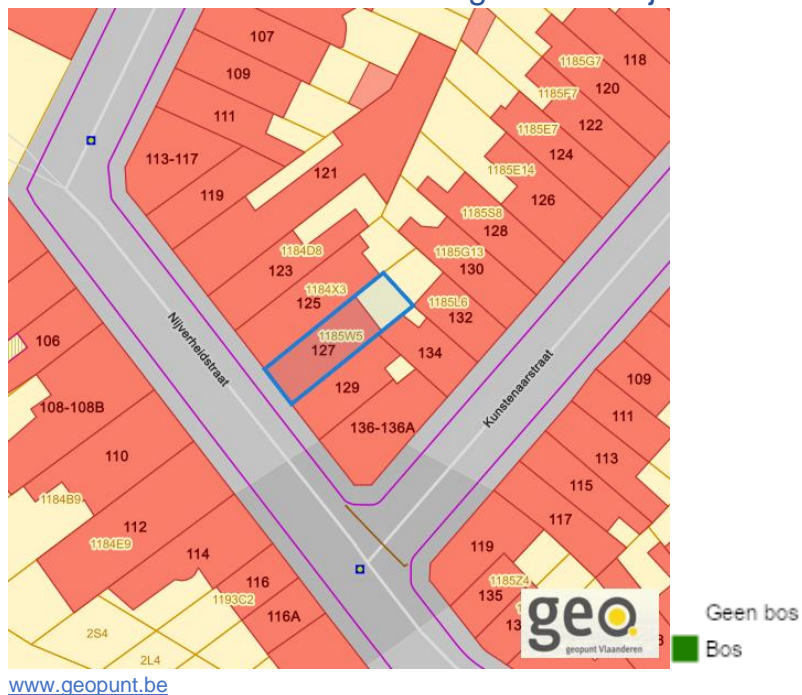 107
109
111
113-117
119
121
1185G7
118
1185F7
120
1185E7
122
124
1185E14
126
1185S8
128
1184D8
123
1185G13
130
1184X3
125
1185L6
132
1185W5
127
134
129
136-136A
Nijverheidstraat
Kunstenaarstraat
106
108-108B
110
1184B9
112
1184E9
114
116
1193C2
116A
2S4
2L4
109
111
113
115
117
119
1185Z4
135
geo.
geopunt Vlaanderen
Geen bos
Bos
www.geopunt.be